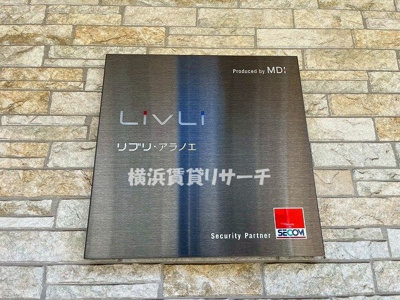 Produced by MDI
LivLi
リブリ・アラノエ
横浜賃貸リサーチ
Security Partner
SECOM